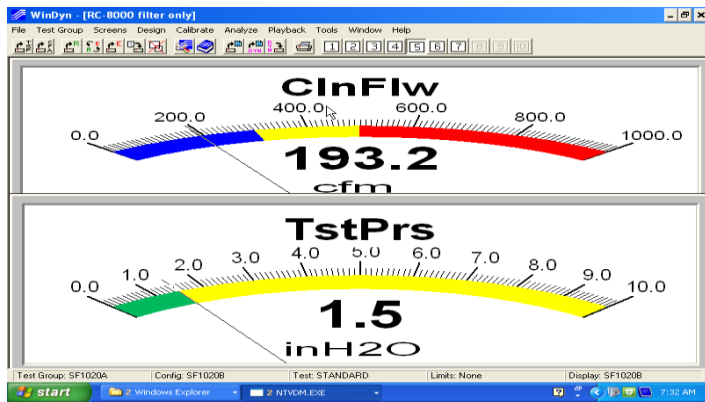 WinDyn - [RC-8000 filter only]
File Test Group Screens Design Calibrate Analyze Playback Tools Window Help
1 2 3 4 5 6 7 8 9 10
ClnFlw
0.0 200.0 400.0 600.0 800.0 1000.0
193.2
cfm
TstPrs
0.0 1.0 2.0 3.0 4.0 5.0 6.0 7.0 8.0 9.0 10.0
1.5
inH2O
Test Group: SF1020A Config: SF1020B Test: STANDARD Limits: None Display: SF1020B
start 2 Windows Explorer 2 NTVDM.EXE 7:32 AM